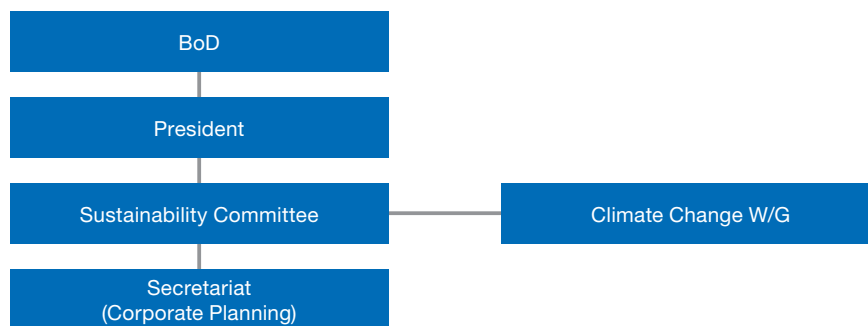 BoD
President
Sustainability Committee
Climate Change W/G
Secretariat
(Corporate Planning)